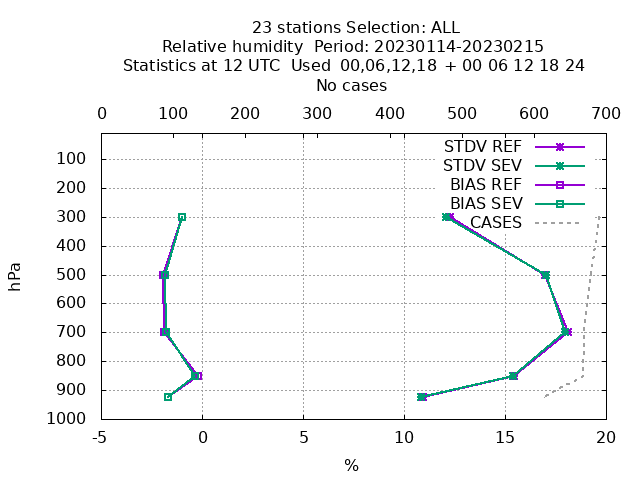 23 stations Selection: ALL
Relative humidity  Period: 20230114-20230215
Statistics at 12 UTC  Used  00,06,12,18  + 00 06 12 18 24
No cases
0 100 200 300 400 500 600 700
STDV REF
STDV SEV
BIAS REF
BIAS SEV
CASES
100
200
300
400
500
600
700
800
900
1000
hPa
-5 0 5 10 15 20
%